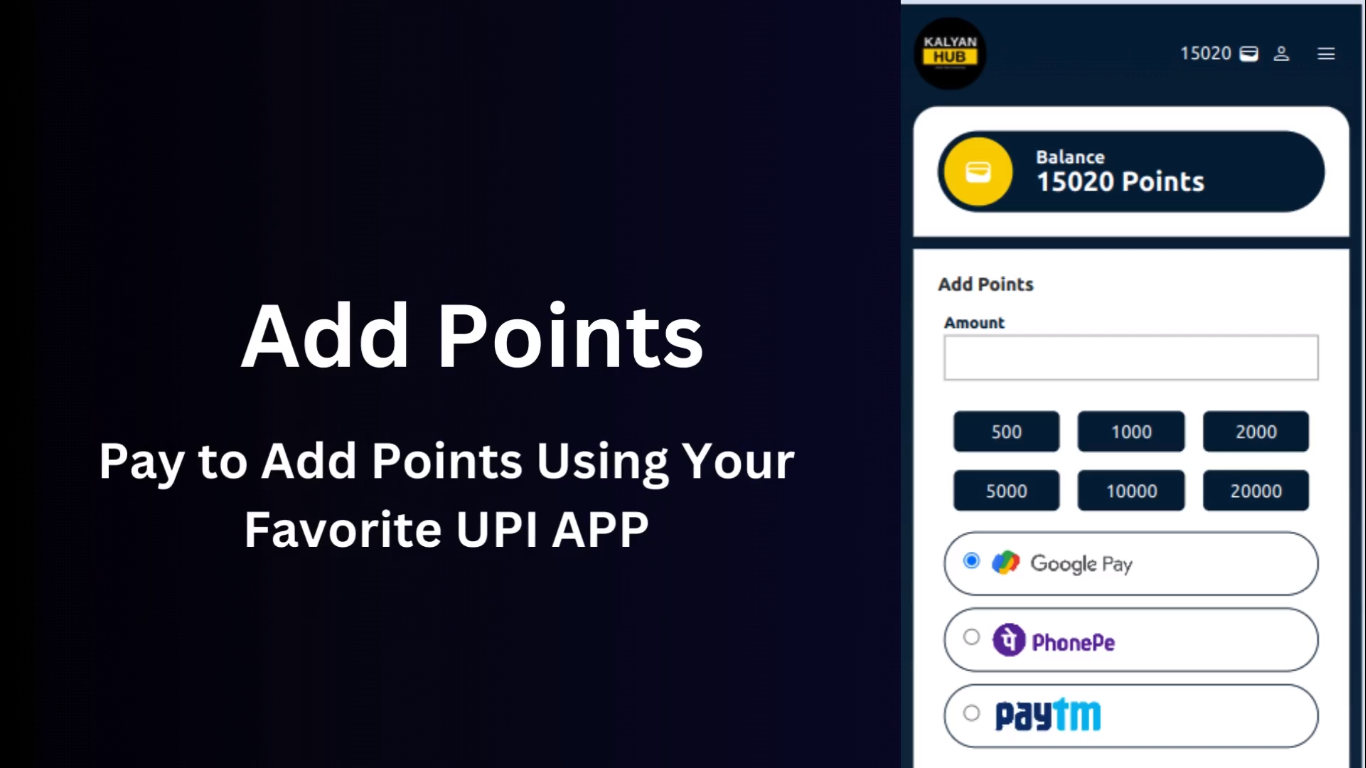 Add Points
Pay to Add Points Using Your
Favorite UPI APP
KALYAN
HUB
15020
Balance
15020 Points
Add Points
Amount
500 1000 2000
5000 10000 20000
Google Pay
पे PhonePe
paytm